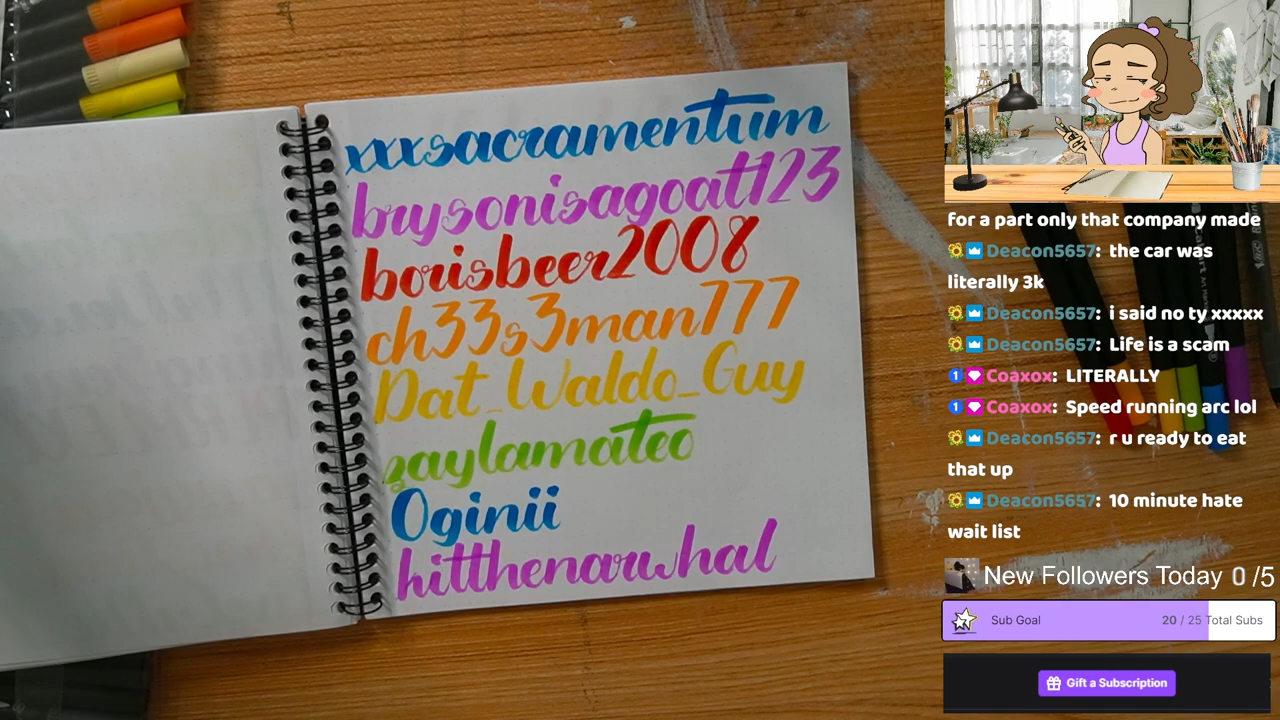 xxxsacramentum
brysonisagoat123
borisbeer2008
ch33s3man777
Dat_Waldo_Guy
zaylamateo
Oginii
hitthenarwhal
for a part only that company made
Deacon5657: the car was
literally 3k
Deacon5657: i said no ty xxxxx
Deacon5657: Life is a scam
1 Coaxox: LITERALLY
1 Coaxox: Speed running arc lol
Deacon5657: r u ready to eat
that up
Deacon5657: 10 minute hate
wait list
New Followers Today 0 /5
Sub Goal 20 / 25 Total Subs
Gift a Subscription